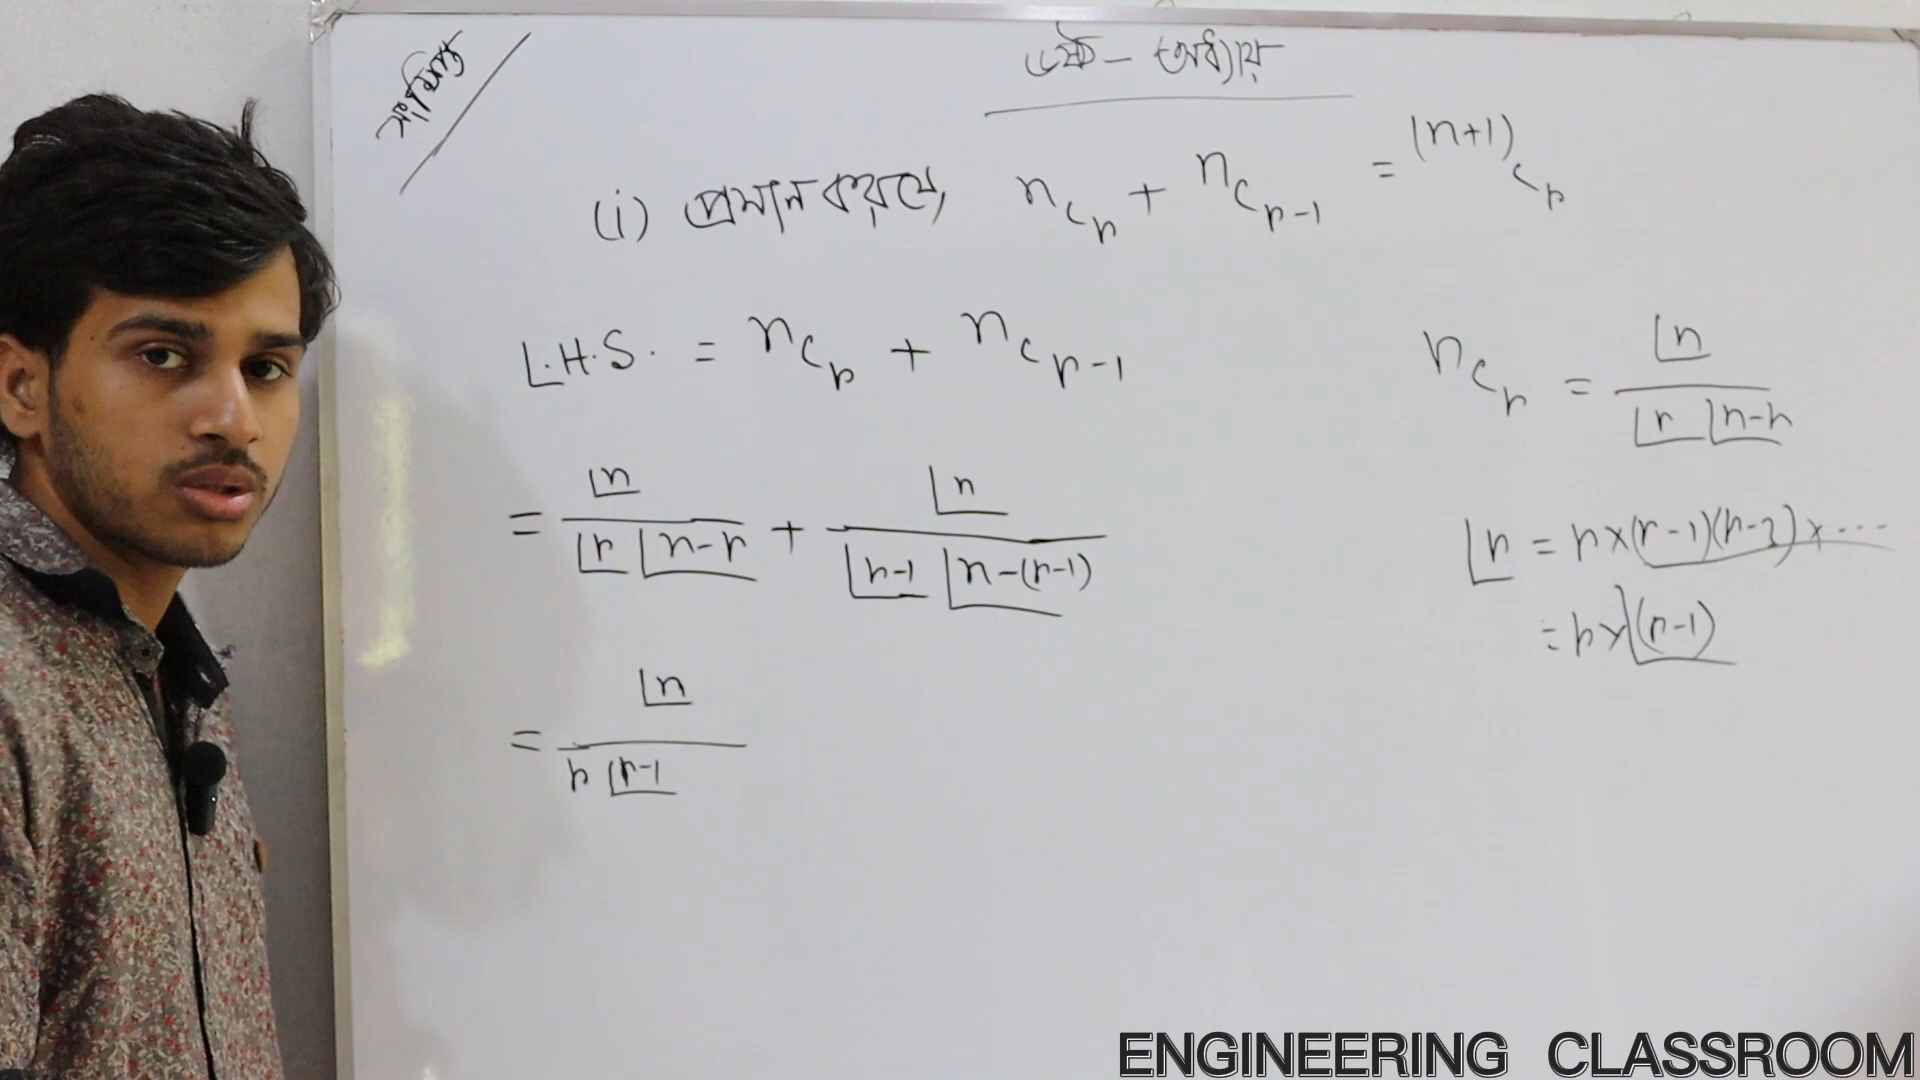 সংক্ষিপ্ত
৬ষ্ঠ - অধ্যায়
(i) প্রমাণ কর যে, nCr + nCr-1 = (n+1)Cr
L.H.S. = nCr + nCr-1
nCr = ⌊n / ⌊r ⌊n-r
= ⌊n / ⌊r ⌊n-r + ⌊n / ⌊r-1 ⌊n-(r-1)
⌊r = r×(r-1)(r-2)×...
= r×⌊(r-1)
= ⌊n / r ⌊r-1
ENGINEERING CLASSROOM